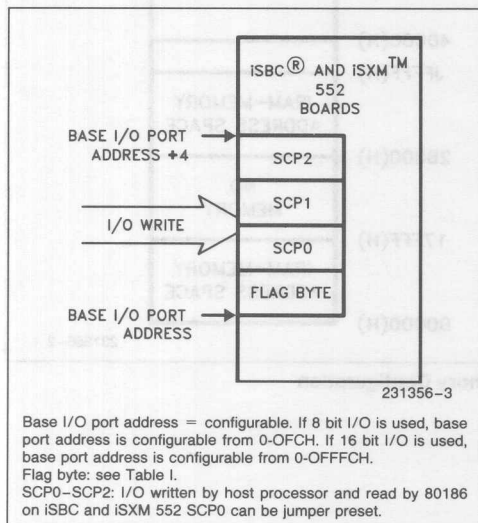 iSBC® AND iSXM™
552
BOARDS
BASE I/O PORT
ADDRESS +4
SCP2
SCP1
I/O WRITE
SCP0
FLAG BYTE
BASE I/O PORT
ADDRESS
231356-3
Base I/O port address = configurable. If 8 bit I/O is used, base
port address is configurable from 0-OFCH. If 16 bit I/O is used,
base port address is configurable from 0-OFFFCH.
Flag byte: see Table I.
SCP0–SCP2: I/O written by host processor and read by 80186
on iSBC and iSXM 552 SCP0 can be jumper preset.